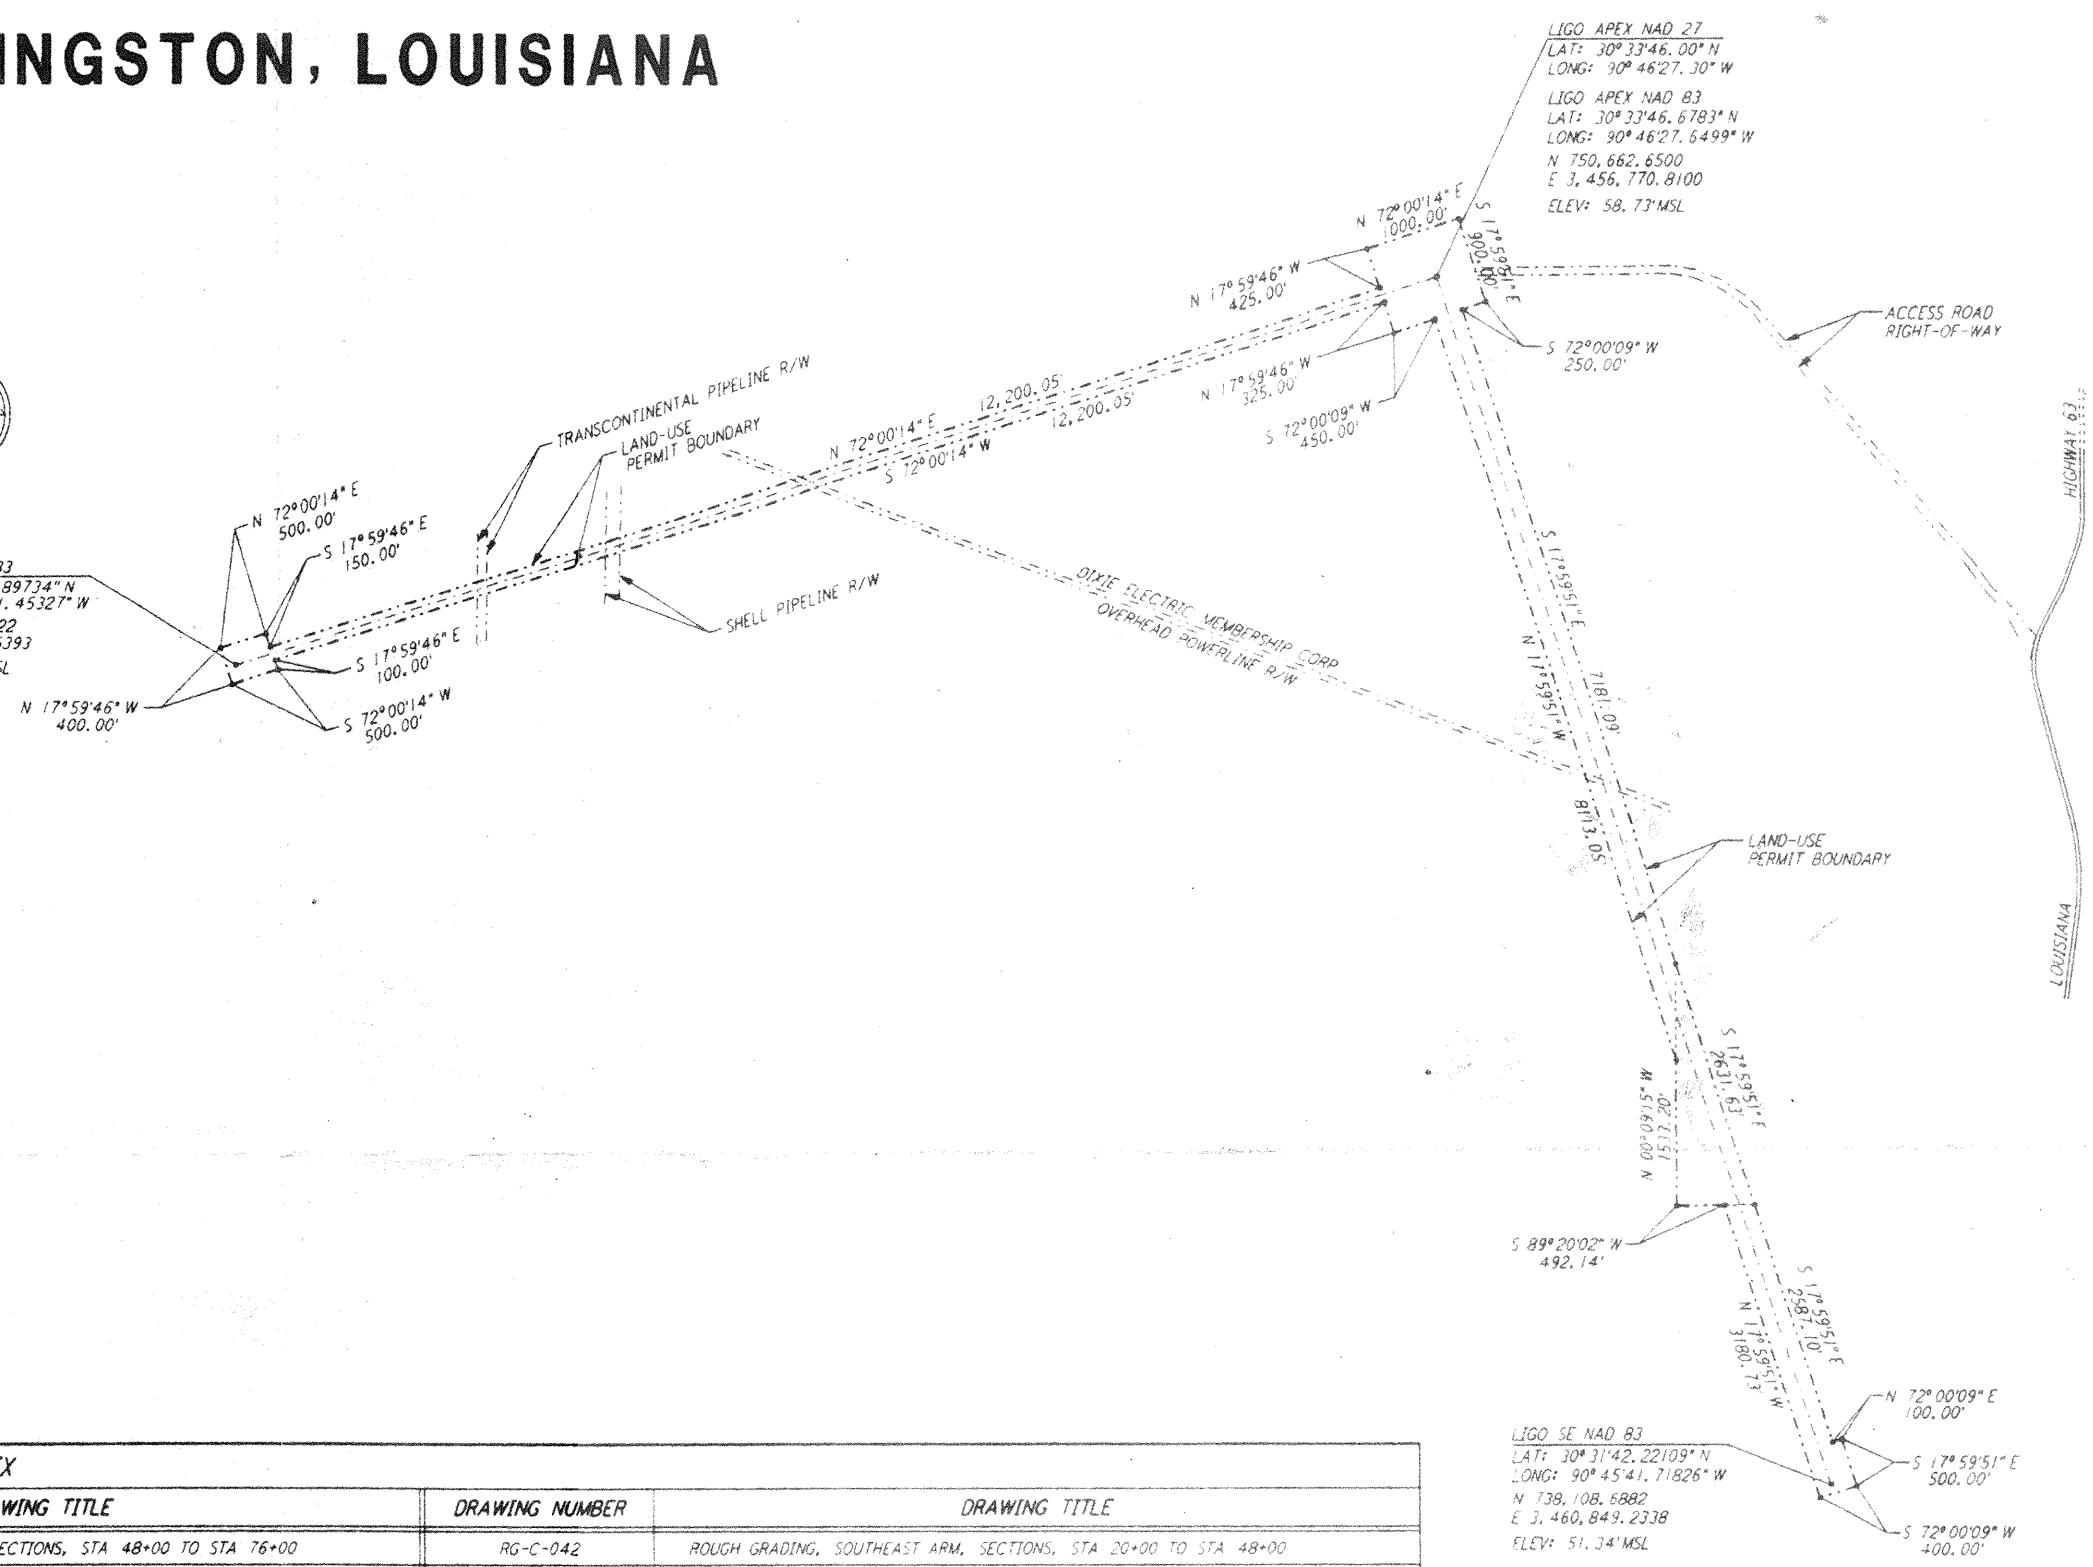 INGSTON, LOUISIANA
LIGO APEX NAD 27
LAT: 30° 33'46.00" N
LONG: 90° 46'27.30" W
LIGO APEX NAD 83
LAT: 30° 33'46.6783" N
LONG: 90° 46'27.6499" W
N 750,662.6500
E 3,456,770.8100
ELEV: 58.73' MSL
N 72°00'14" E
1000.00'
S 17°59'51" E
900.00'
N 17°59'46" W
425.00'
ACCESS ROAD
RIGHT-OF-WAY
S 72°00'09" W
250.00'
N 17°59'46" W
325.00'
S 72°00'09" W
450.00'
HIGHWAY 63
LOUISIANA
TRANSCONTINENTAL PIPELINE R/W
LAND-USE
PERMIT BOUNDARY
N 72°00'14" E
12,200.05'
S 72°00'14" W
12,200.05'
N 72°00'14" E
500.00'
S 17°59'46" E
150.00'
33
89734" N
1.45327" W
22
5393
SL
N 17°59'46" W
400.00'
S 17°59'46" E
100.00'
S 72°00'14" W
500.00'
SHELL PIPELINE R/W
DIXIE ELECTRIC MEMBERSHIP CORP
OVERHEAD POWERLINE R/W
S 17°59'51" E
7181.09'
N 17°59'51" W
8113.05'
LAND-USE
PERMIT BOUNDARY
N 00°09'15" W
1533.20'
S 17°59'51" E
2631.63'
S 89°20'02" W
492.14'
S 17°59'51" E
2587.10'
N 17°59'51" W
3180.73'
N 72°00'09" E
100.00'
S 17°59'51" E
500.00'
S 72°00'09" W
400.00'
LIGO SE NAD 83
LAT: 30° 31'42.22109" N
LONG: 90° 45'41.71826" W
N 738,108.6882
E 3,460,849.2338
ELEV: 51.34' MSL
EX
WING TITLE
DRAWING NUMBER
DRAWING TITLE
ECTIONS, STA 48+00 TO STA 76+00
RG-C-042
ROUGH GRADING, SOUTHEAST ARM, SECTIONS, STA 20+00 TO STA 48+00